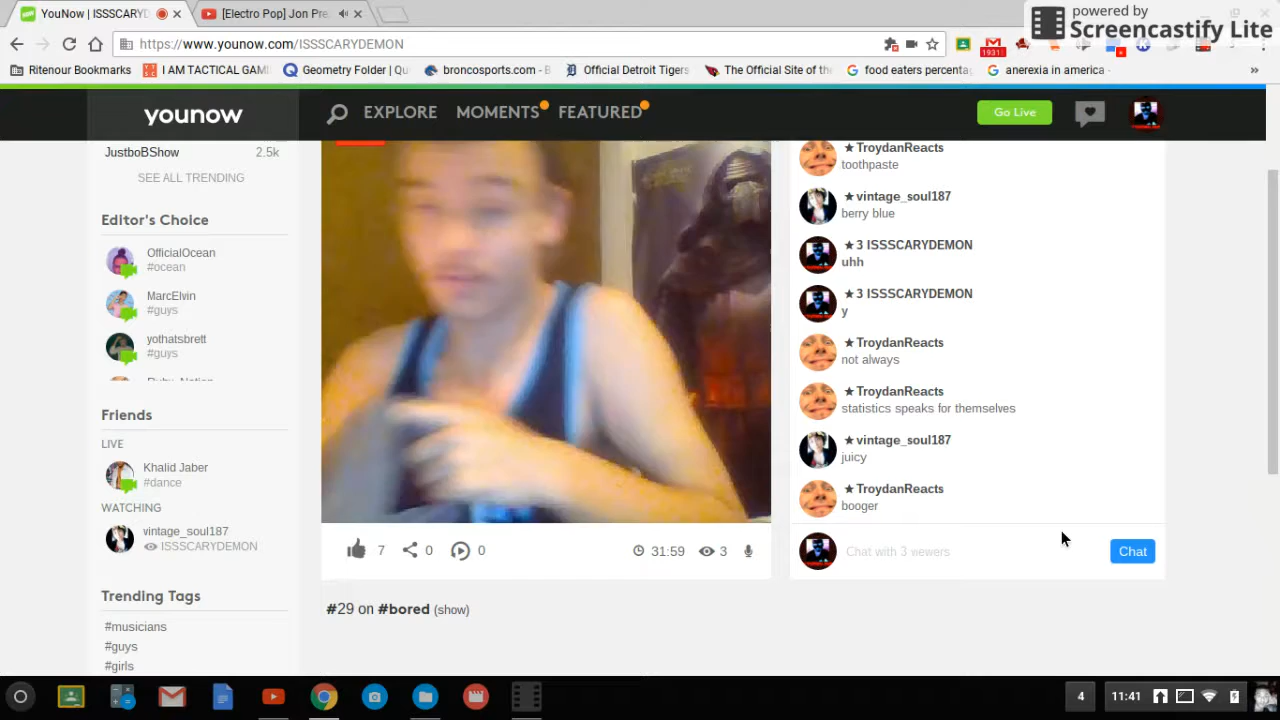 YouNow | ISSSCARYD
[Electro Pop] Jon Pre
powered by
Screencastify Lite
https://www.younow.com/ISSSCARYDEMON
1931
Ritenour Bookmarks
I AM TACTICAL GAMI
Geometry Folder | Qu
broncosports.com - B
Official Detroit Tigers
The Official Site of th
food eaters percenta
anerexia in america -
»
younow
EXPLORE
MOMENTS
FEATURED
Go Live
JustboBShow 2.5k
SEE ALL TRENDING
Editor's Choice
OfficialOcean
#ocean
MarcElvin
#guys
yothatsbrett
#guys
Friends
LIVE
Khalid Jaber
#dance
WATCHING
vintage_soul187
ISSSCARYDEMON
Trending Tags
#musicians
#guys
#girls
7
0
0
31:59
3
#29 on #bored (show)
★TroydanReacts
toothpaste
★vintage_soul187
berry blue
★3 ISSSCARYDEMON
uhh
★3 ISSSCARYDEMON
y
★TroydanReacts
not always
★TroydanReacts
statistics speaks for themselves
★vintage_soul187
juicy
★TroydanReacts
booger
Chat with 3 viewers
Chat
4
11:41